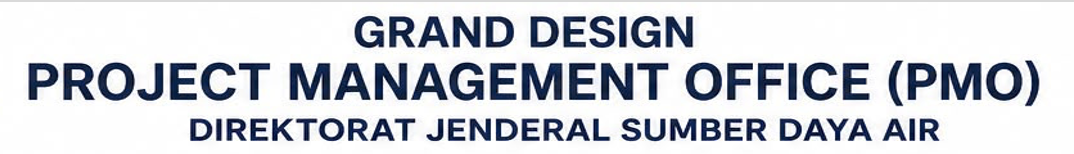 GRAND DESIGN
PROJECT MANAGEMENT OFFICE (PMO)
DIREKTORAT JENDERAL SUMBER DAYA AIR